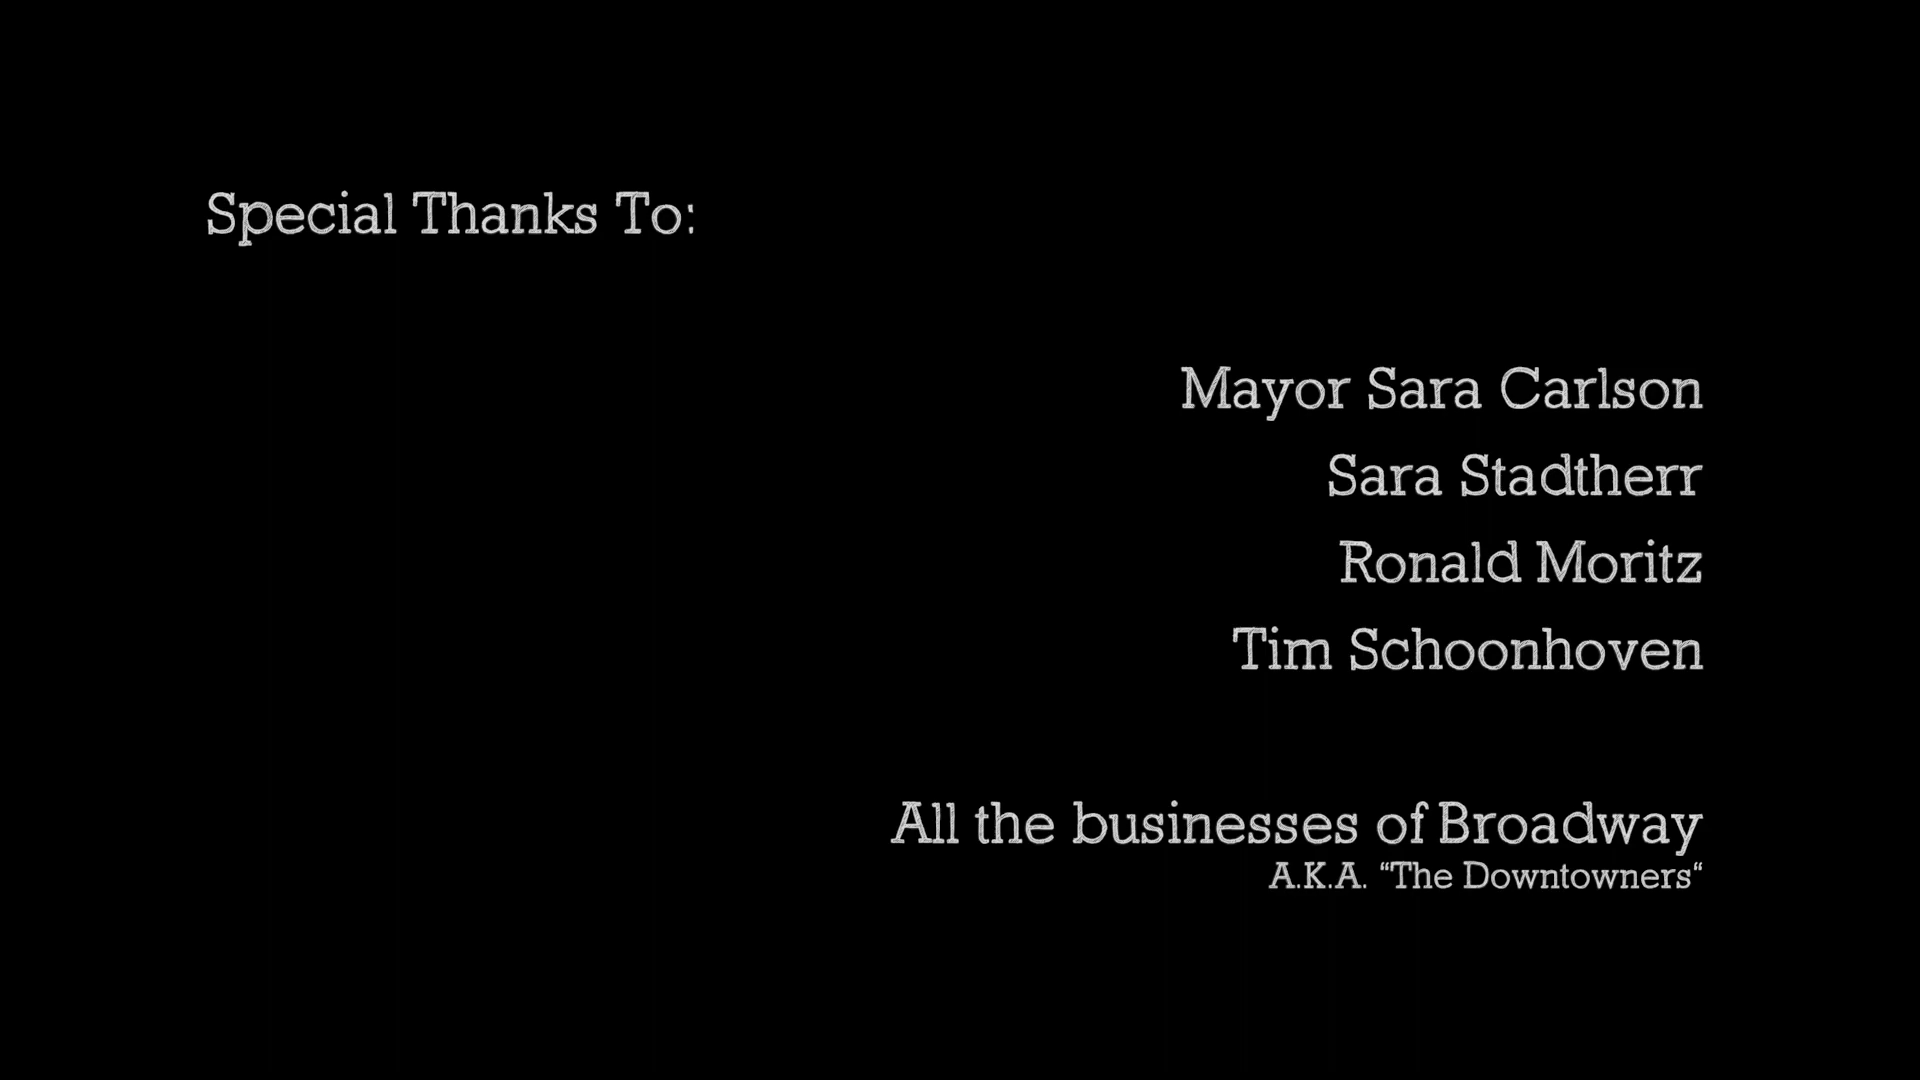 Special Thanks To:
Mayor Sara Carlson
Sara Stadtherr
Ronald Moritz
Tim Schoonhoven
All the businesses of Broadway
A.K.A. “The Downtowners“